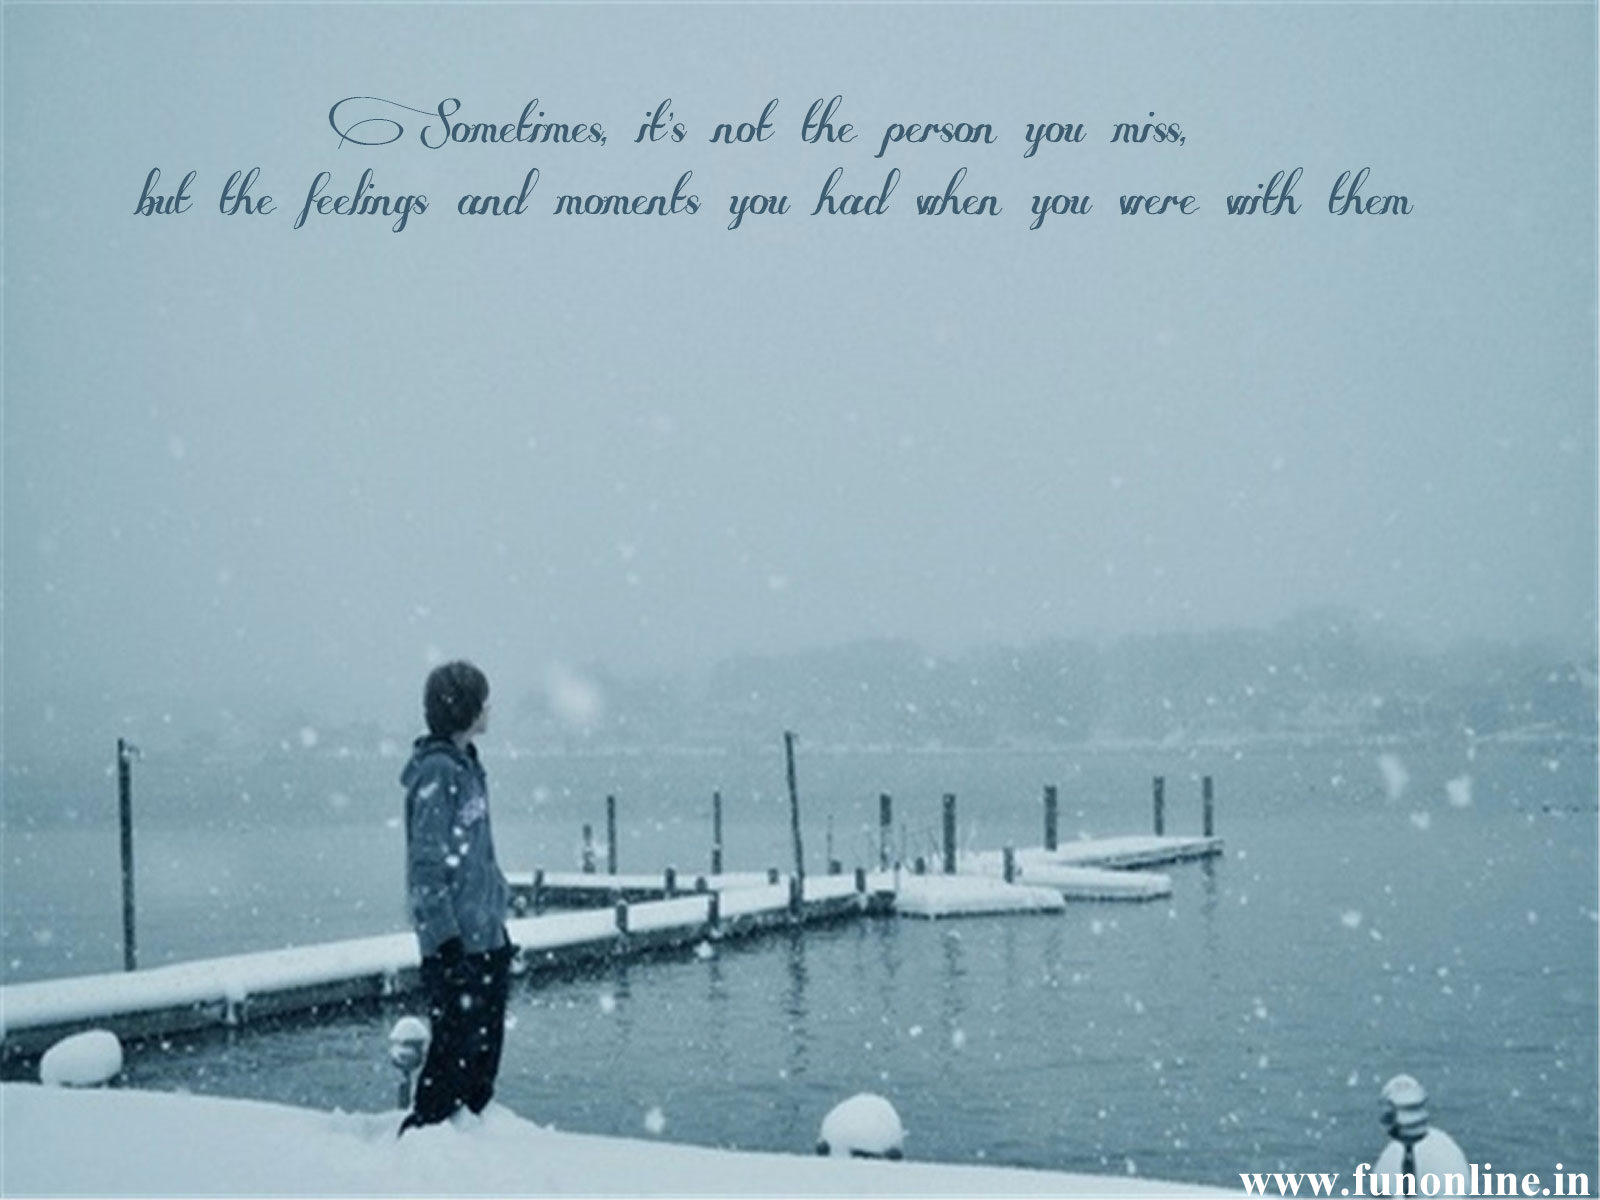 Sometimes, it's not the person you miss,
but the feelings and moments you had when you were with them
www.funonline.in